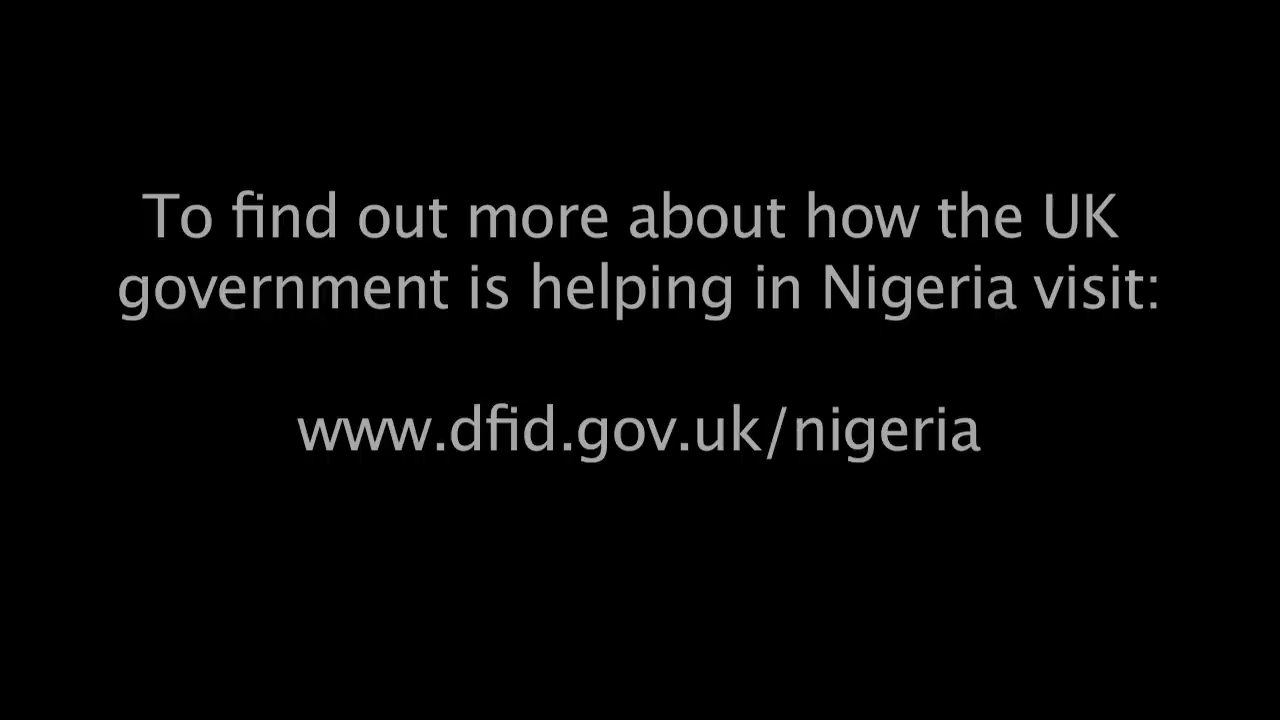 To find out more about how the UK
government is helping in Nigeria visit:
www.dfid.gov.uk/nigeria